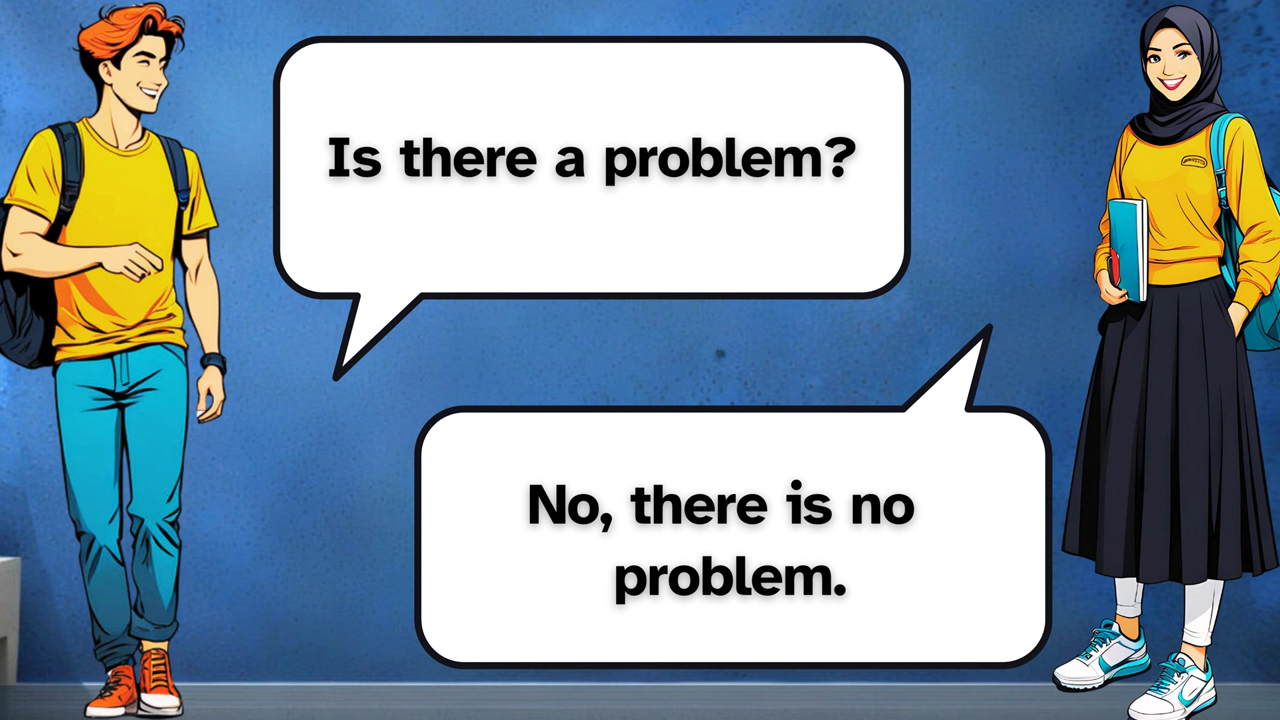 Is there a problem?
No, there is no
problem.